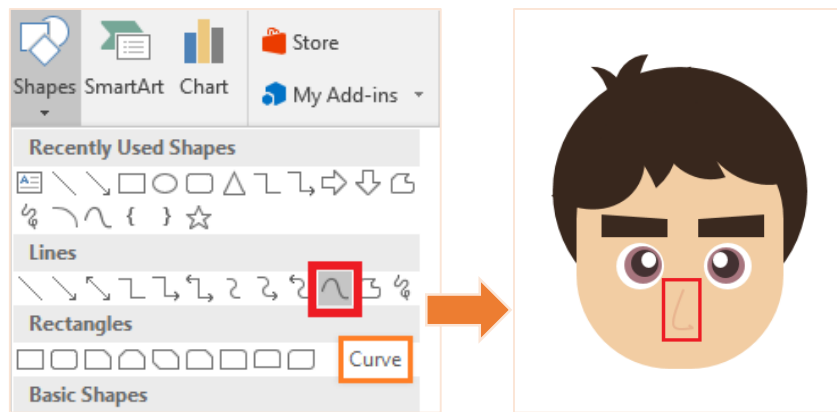 Store
Shapes SmartArt Chart
My Add-ins
Recently Used Shapes
A
Lines
Rectangles
Curve
Basic Shapes